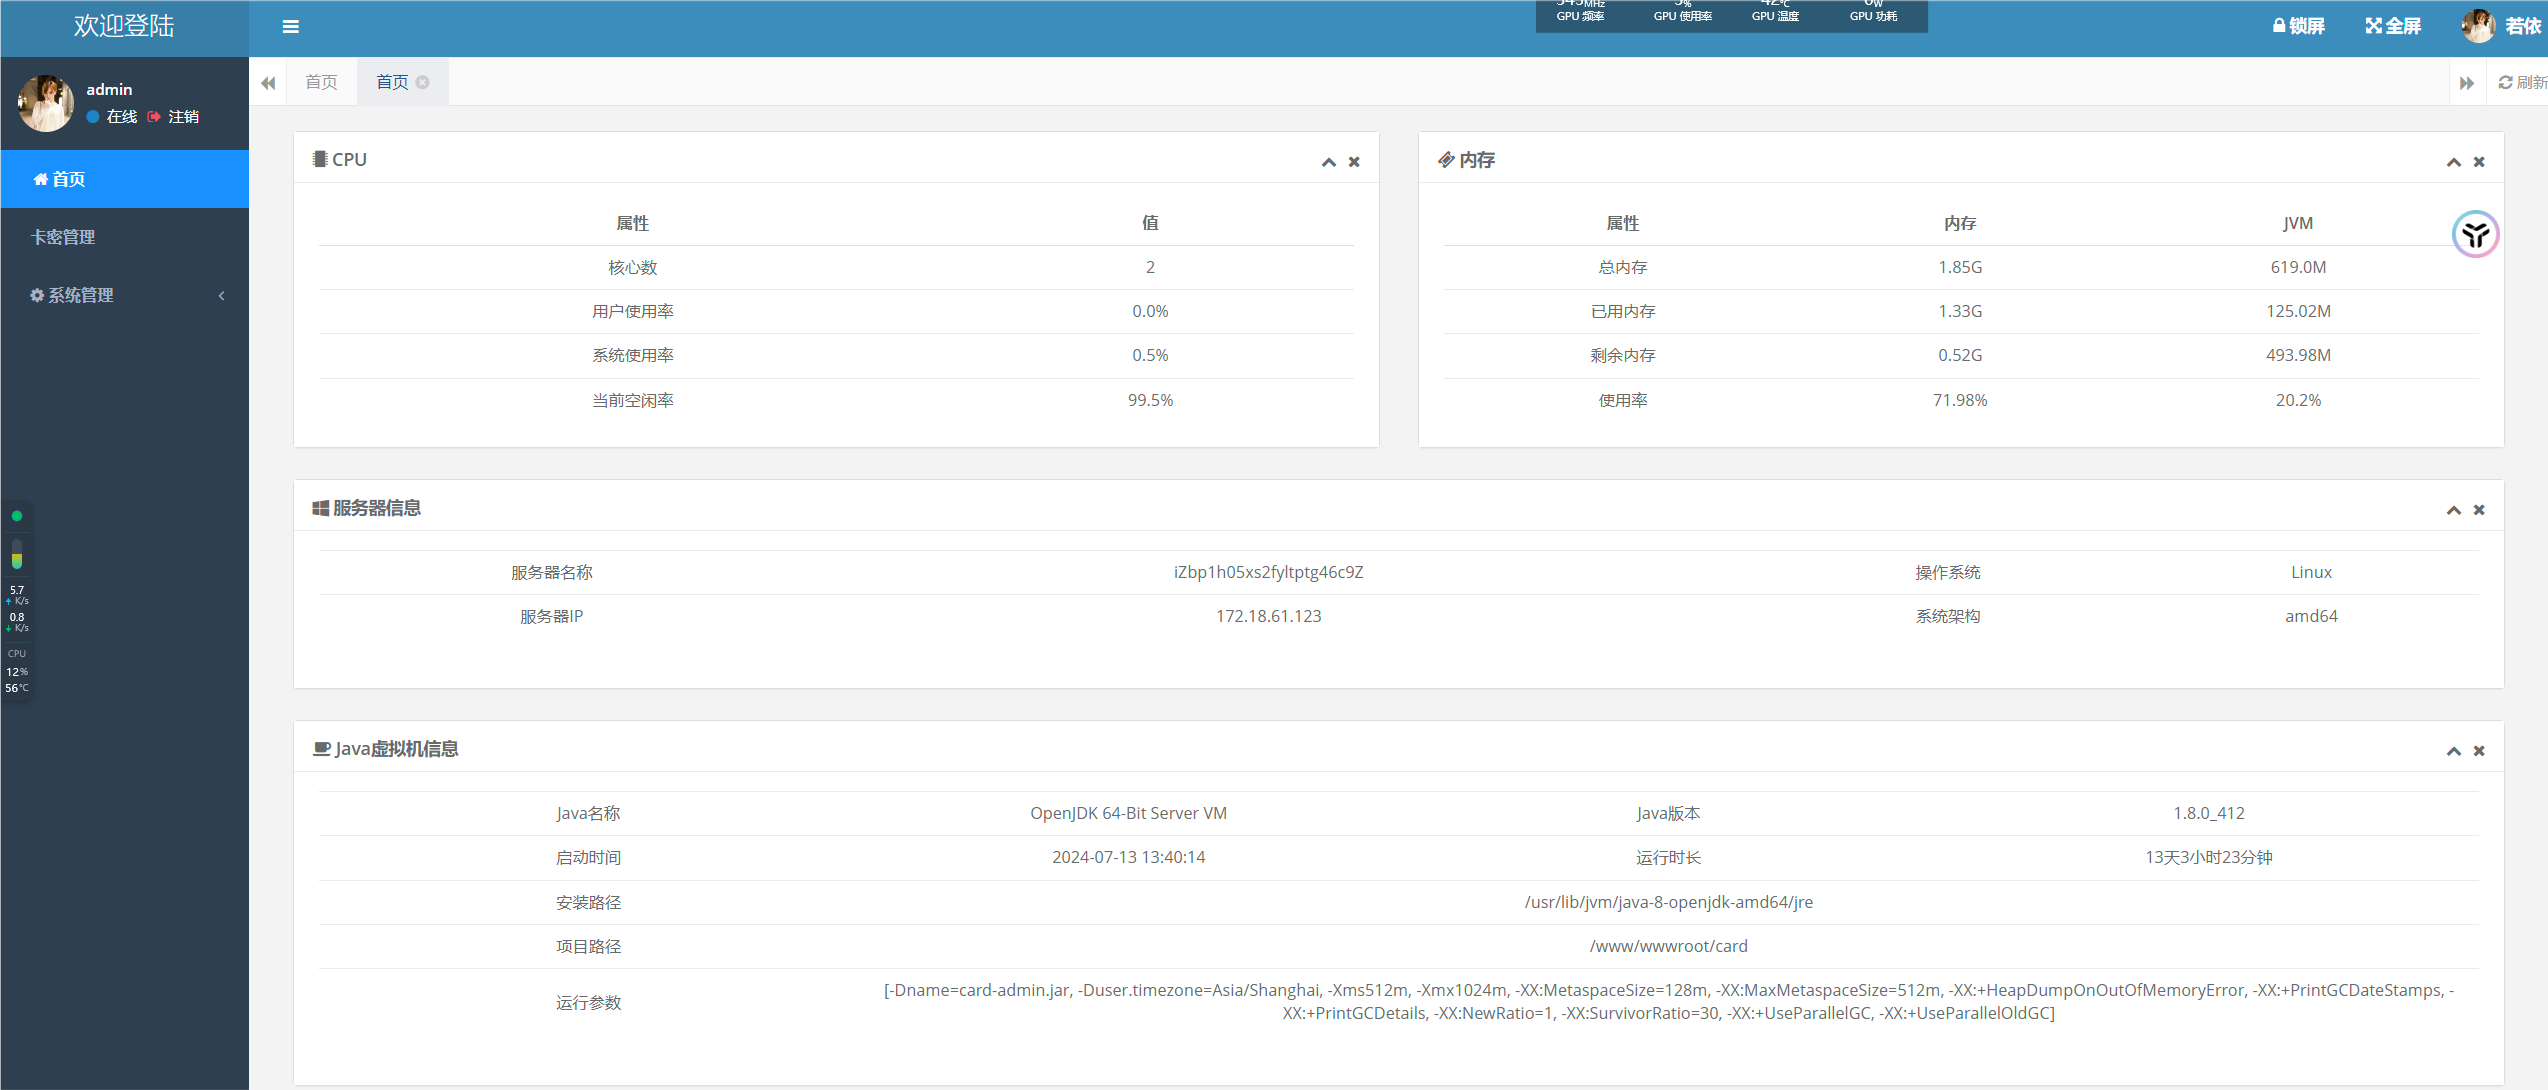 欢迎登陆
MHz % ℃ W
GPU 频率 GPU 使用率 GPU 温度 GPU 功耗
锁屏 全屏 若依
admin
在线 注销
首页 首页 刷新
首页
卡密管理
系统管理
5.7
K/s
0.8
K/s
CPU
12%
56℃
CPU
属性 值
核心数 2
用户使用率 0.0%
系统使用率 0.5%
当前空闲率 99.5%
内存
属性 内存 JVM
总内存 1.85G 619.0M
已用内存 1.33G 125.02M
剩余内存 0.52G 493.98M
使用率 71.98% 20.2%
服务器信息
服务器名称 iZbp1h05xs2fyltptg46c9Z 操作系统 Linux
服务器IP 172.18.61.123 系统架构 amd64
Java虚拟机信息
Java名称 OpenJDK 64-Bit Server VM Java版本 1.8.0_412
启动时间 2024-07-13 13:40:14 运行时长 13天3小时23分钟
安装路径 /usr/lib/jvm/java-8-openjdk-amd64/jre
项目路径 /www/wwwroot/card
运行参数 [-Dname=card-admin.jar, -Duser.timezone=Asia/Shanghai, -Xms512m, -Xmx1024m, -XX:MetaspaceSize=128m, -XX:MaxMetaspaceSize=512m, -XX:+HeapDumpOnOutOfMemoryError, -XX:+PrintGCDateStamps, -
XX:+PrintGCDetails, -XX:NewRatio=1, -XX:SurvivorRatio=30, -XX:+UseParallelGC, -XX:+UseParallelOldGC]